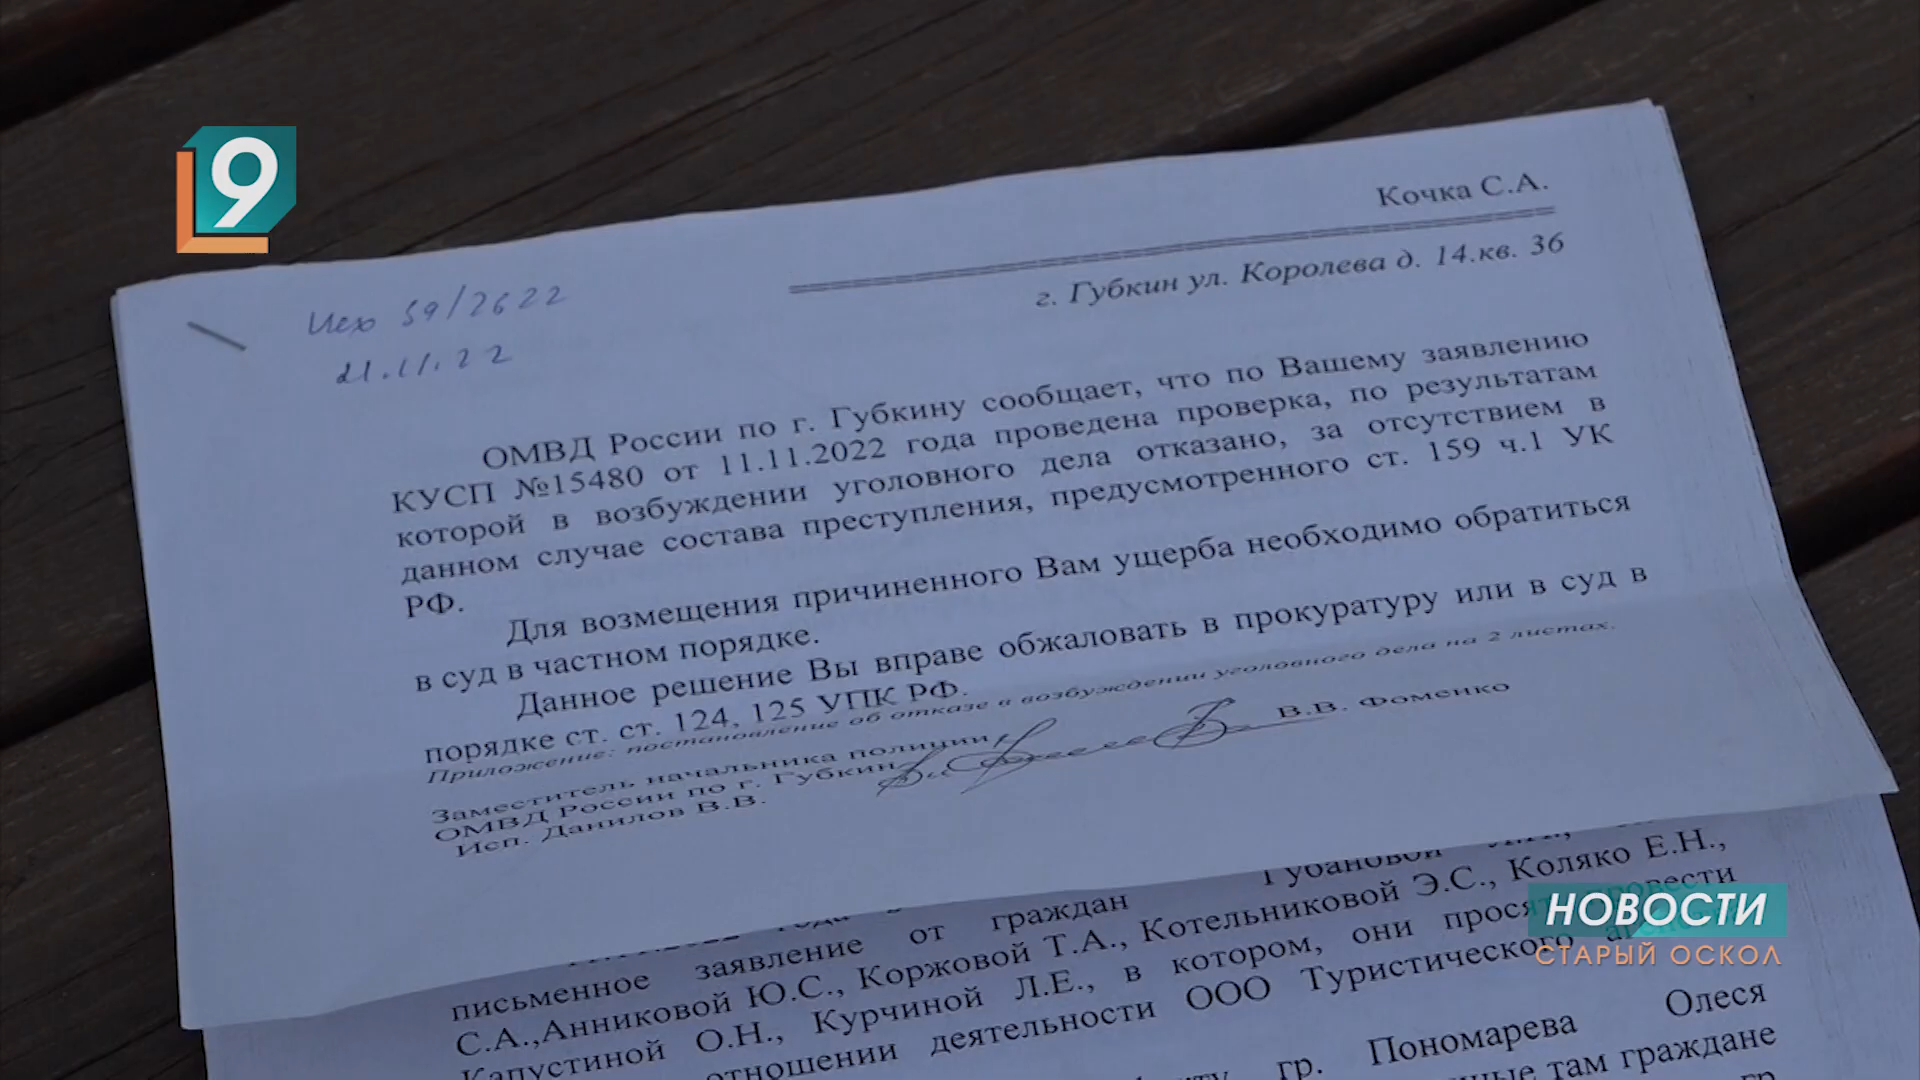 9
Кочка С.А.
г. Губкин ул. Королева д. 14.кв. 36
Исх 59/2622
21.11.22
ОМВД России по г. Губкину сообщает, что по Вашему заявлению
КУСП №15480 от 11.11.2022 года проведена проверка, по результатам
которой в возбуждении уголовного дела отказано, за отсутствием в
данном случае состава преступления, предусмотренного ст. 159 ч.1 УК
РФ.
Для возмещения причиненного Вам ущерба необходимо обратиться
в суд в частном порядке.
Данное решение Вы вправе обжаловать в прокуратуру или в суд в
порядке ст. ст. 124, 125 УПК РФ.
Приложение: постановление об отказе в возбуждении уголовного дела на 2 листах.
Заместитель начальника полиции
ОМВД России по г. Губкин
В.В. Фоменко
Исп. Данилов В.В.
Губановой
письменное заявление от граждан
С.А.,Анниковой Ю.С., Коржовой Т.А., Котельниковой Э.С., Коляко Е.Н.,
Капустиной О.Н., Курчиной Л.Е., в котором, они просят провести
отношении деятельности ООО Туристического
гр. Пономарева Олеся
там граждане
гр
НОВОСТИ
СТАРЫЙ ОСКОЛ